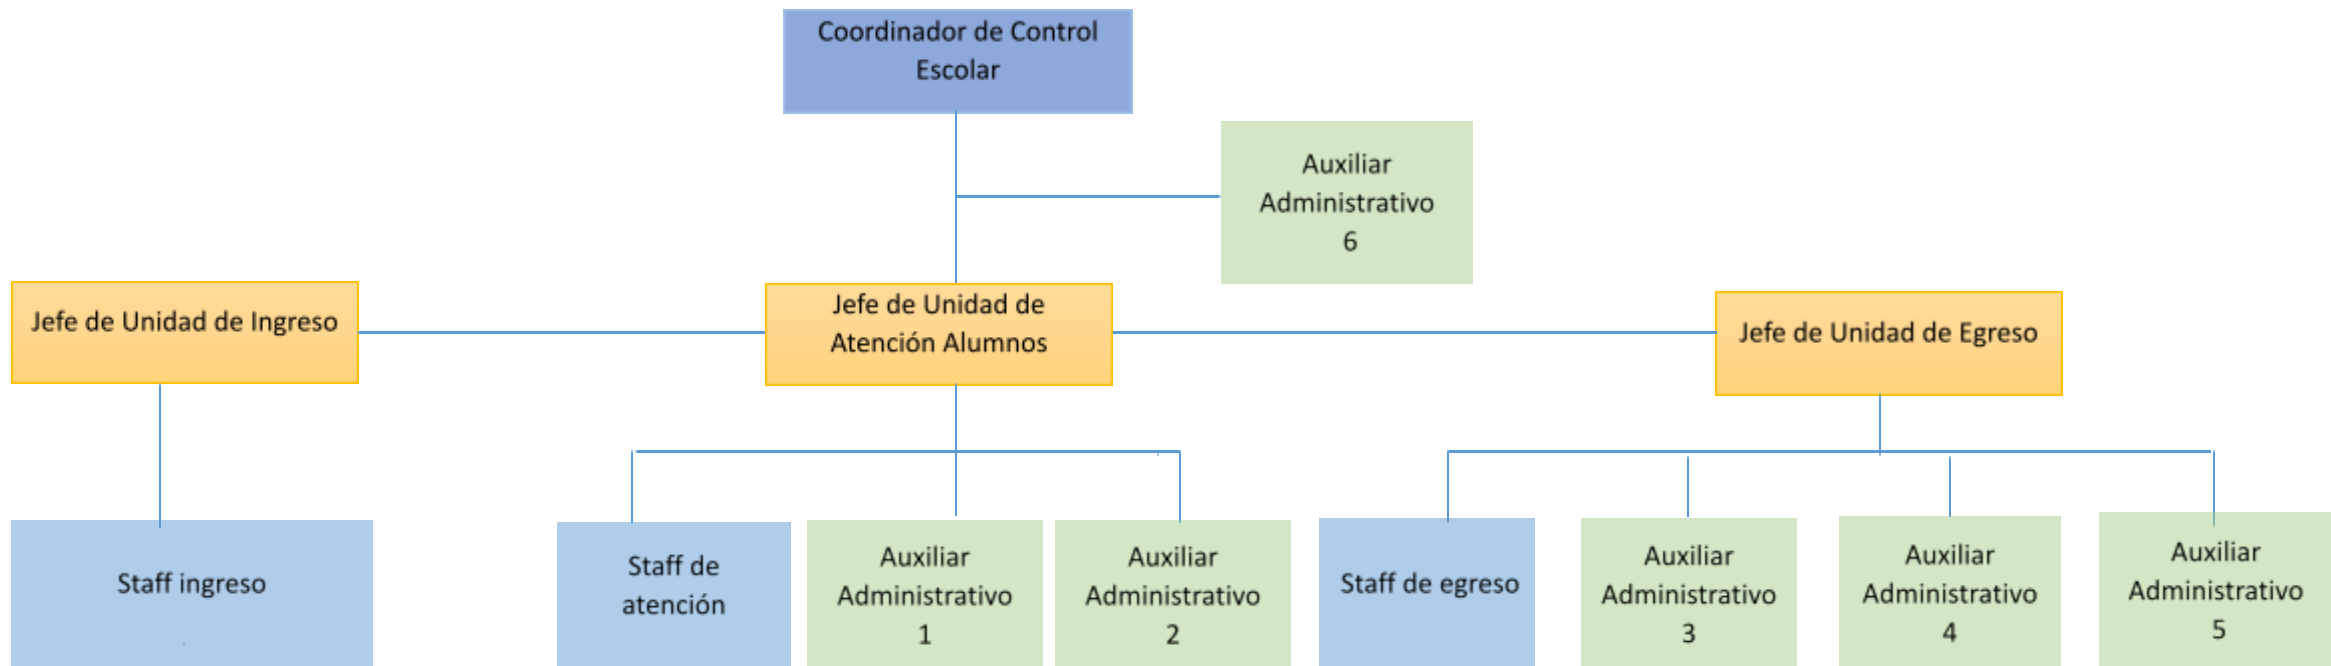 Coordinador de Control
Escolar
Auxiliar
Administrativo
6
Jefe de Unidad de Ingreso
Jefe de Unidad de
Atención Alumnos
Jefe de Unidad de Egreso
Staff ingreso
Staff de
atención
Auxiliar
Administrativo
1
Auxiliar
Administrativo
2
Staff de egreso
Auxiliar
Administrativo
3
Auxiliar
Administrativo
4
Auxiliar
Administrativo
5